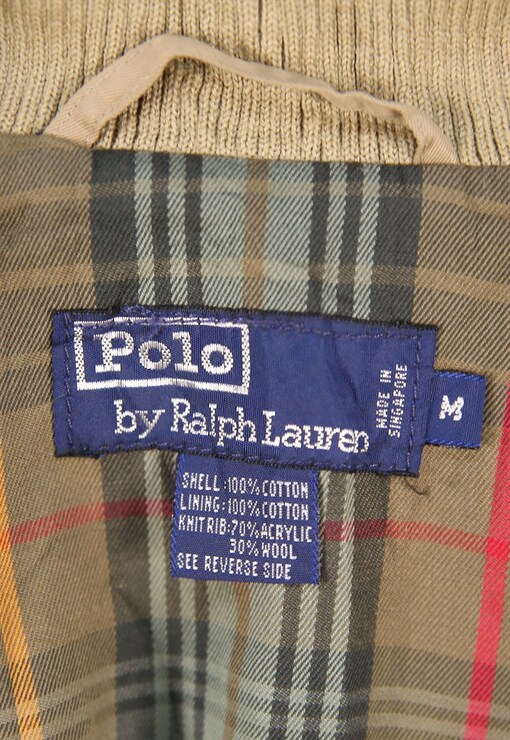 Polo
by Ralph Lauren
MADE IN
SINGAPORE
M
SHELL:100%COTTON
LINING:100%COTTON
KNIT RIB:70%ACRYLIC
30%WOOL
SEE REVERSE SIDE